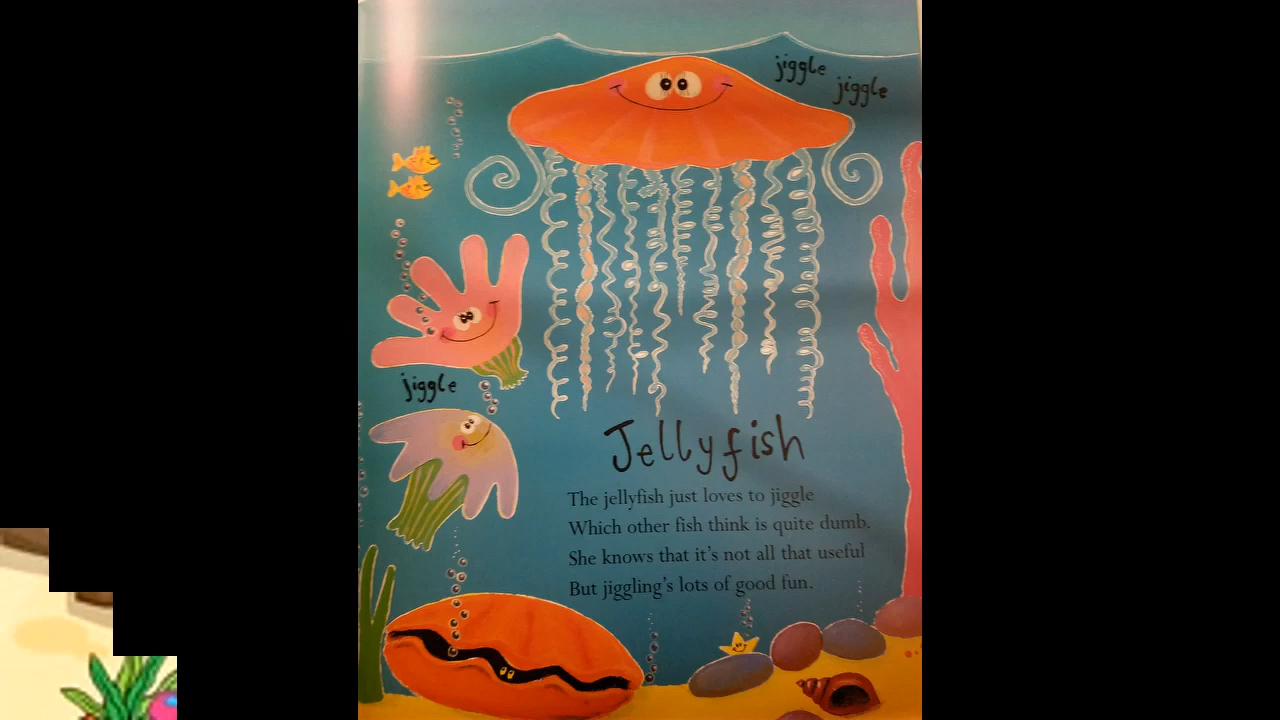 jiggle
jiggle
jiggle
Jellyfish
The jellyfish just loves to jiggle
Which other fish think is quite dumb.
She knows that it's not all that useful
But jiggling's lots of good fun.